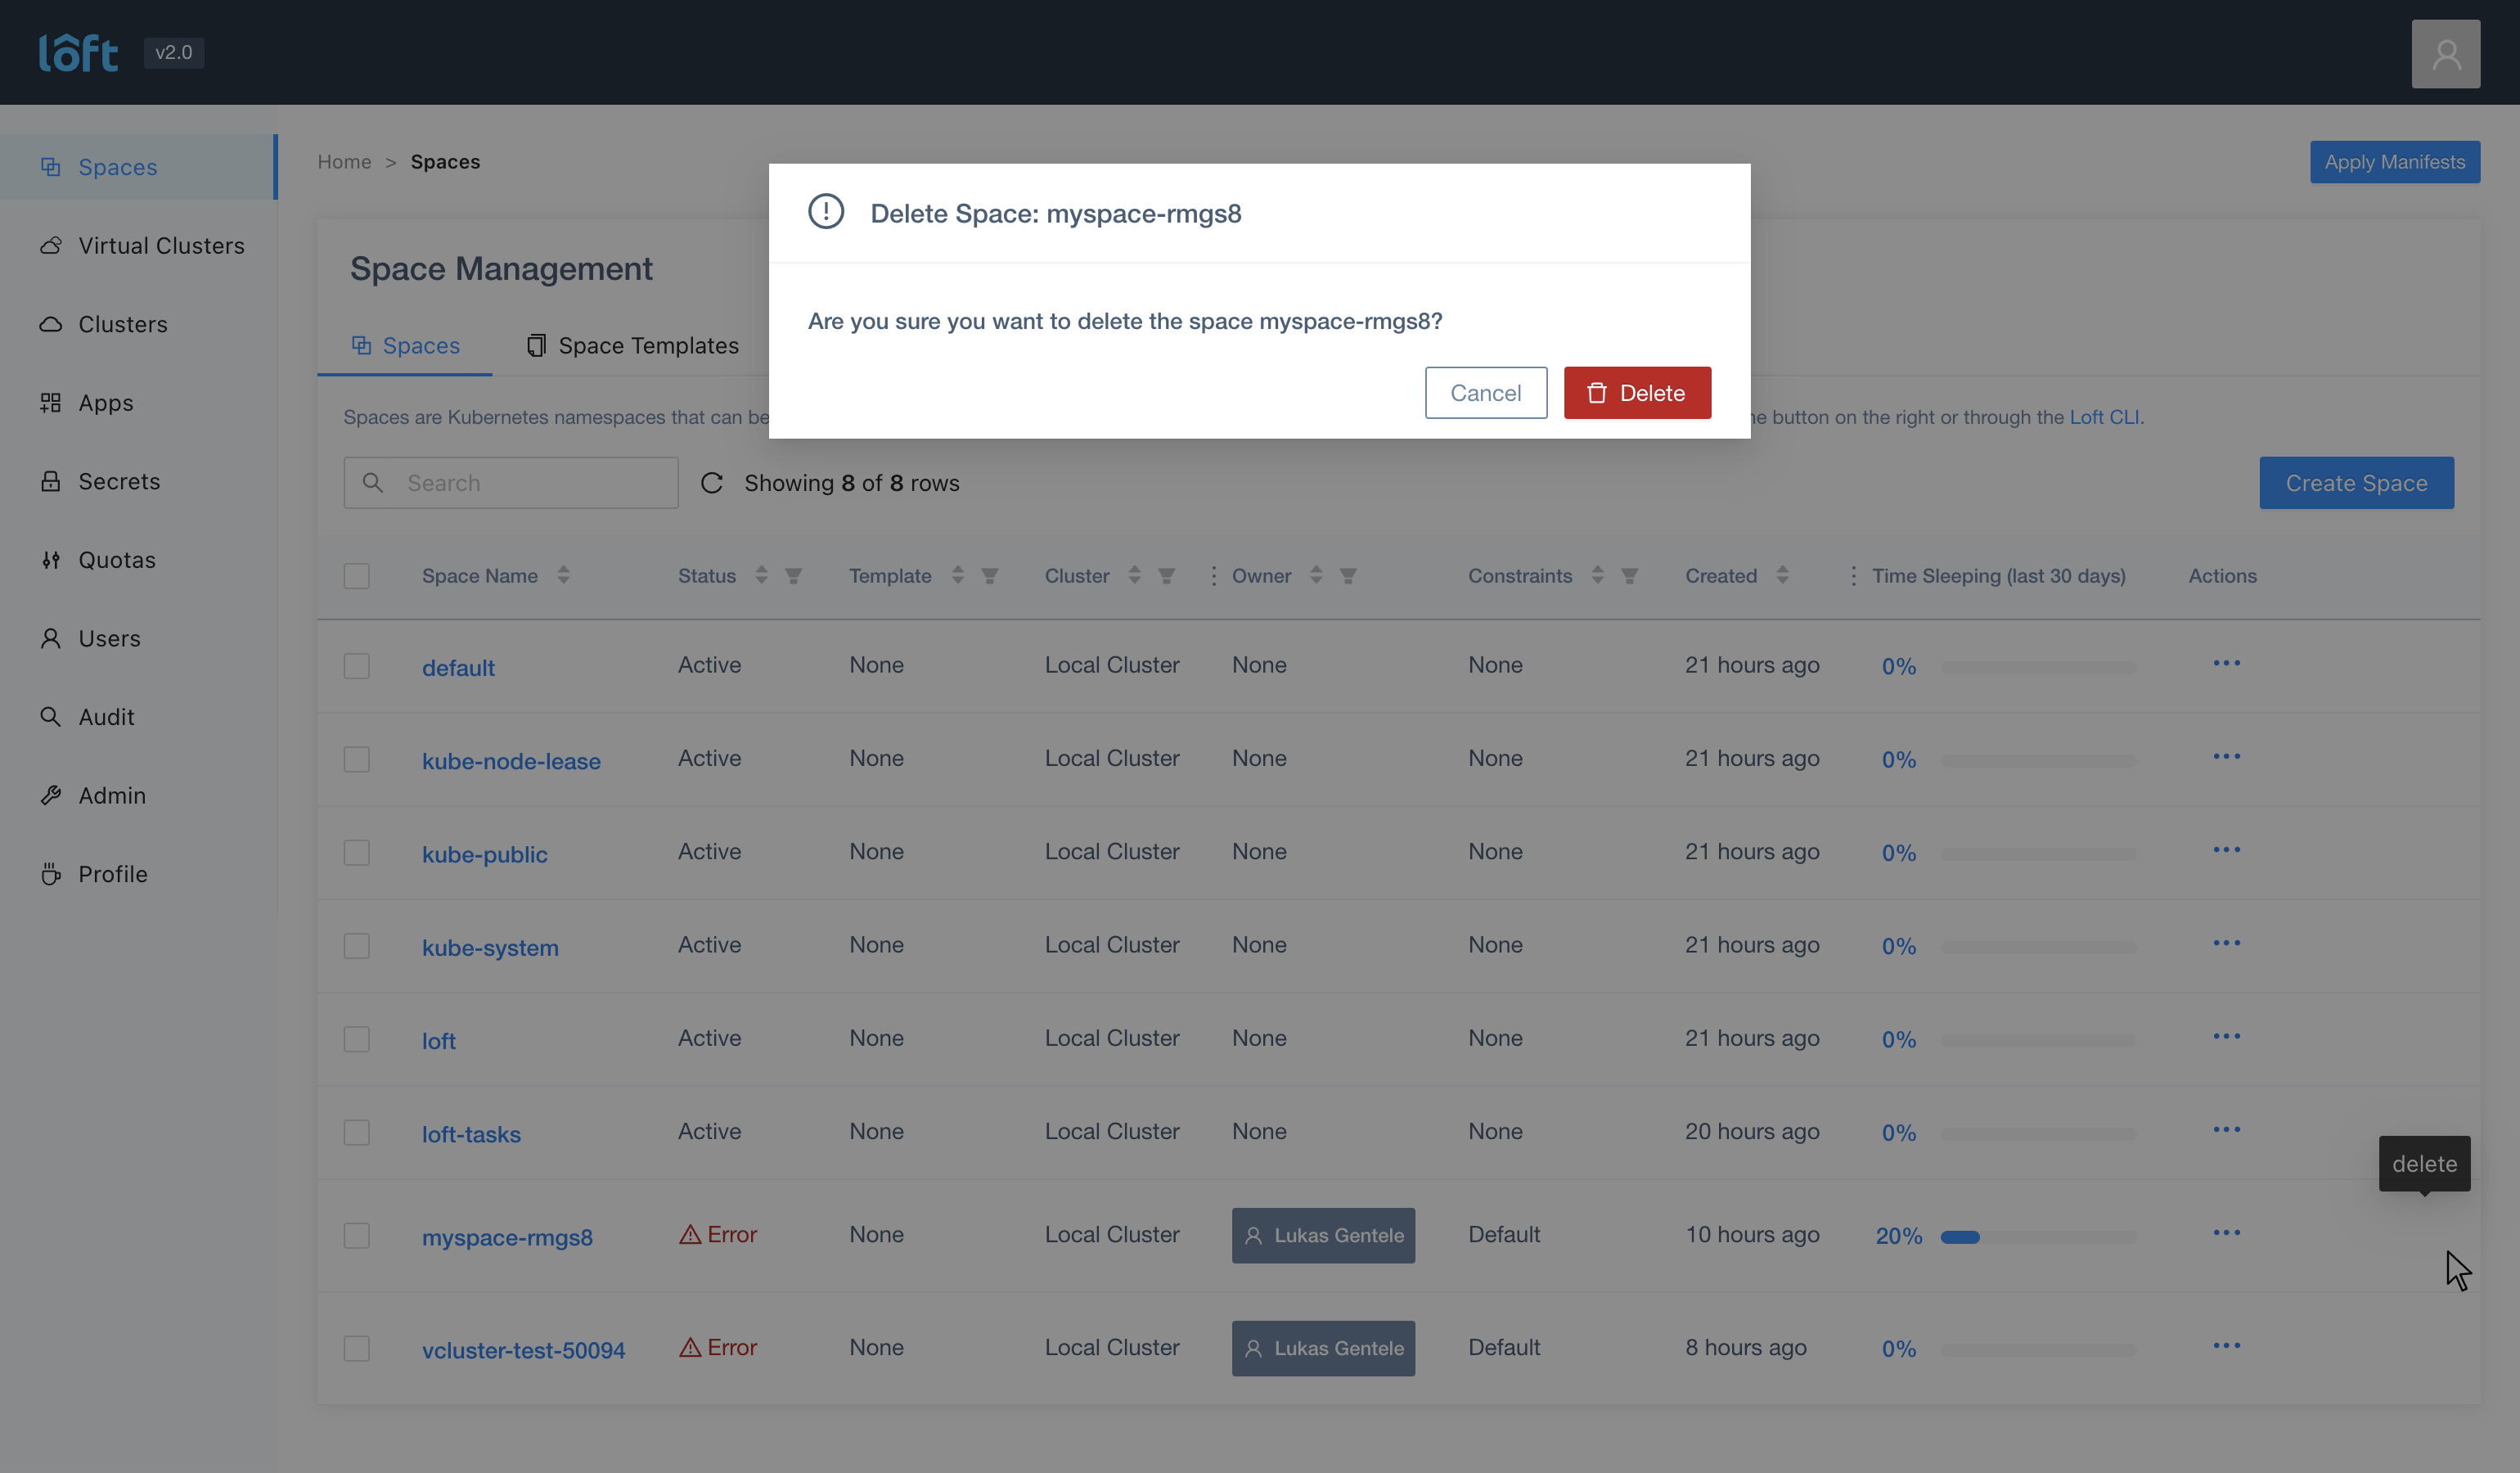 loft v2.0
Spaces
Virtual Clusters
Clusters
Apps
Secrets
Quotas
Users
Audit
Admin
Profile
Home > Spaces
Apply Manifests
Space Management
Spaces Space Templates
Delete Space: myspace-rmgs8
Are you sure you want to delete the space myspace-rmgs8?
Cancel Delete
Spaces are Kubernetes namespaces that can be
button on the right or through the Loft CLI.
Search Showing 8 of 8 rows Create Space
Space Name Status Template Cluster Owner Constraints Created Time Sleeping (last 30 days) Actions
default Active None Local Cluster None None 21 hours ago 0%
kube-node-lease Active None Local Cluster None None 21 hours ago 0%
kube-public Active None Local Cluster None None 21 hours ago 0%
kube-system Active None Local Cluster None None 21 hours ago 0%
loft Active None Local Cluster None None 21 hours ago 0%
loft-tasks Active None Local Cluster None None 20 hours ago 0%
delete
myspace-rmgs8 Error None Local Cluster Lukas Gentele Default 10 hours ago 20%
vcluster-test-50094 Error None Local Cluster Lukas Gentele Default 8 hours ago 0%